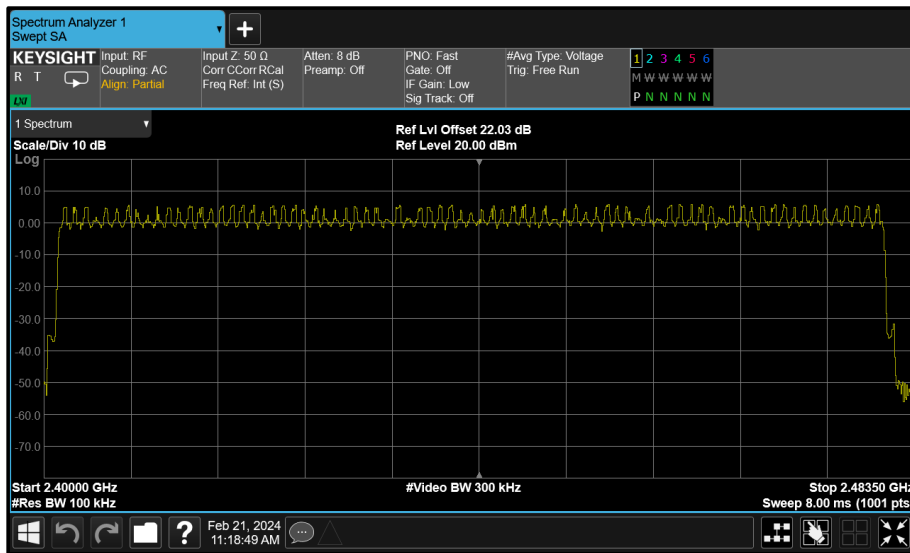 Spectrum Analyzer 1
Swept SA
KEYSIGHT
R T
LXI
Input: RF
Coupling: AC
Align: Partial
Input Z: 50 Ω
Corr CCorr RCal
Freq Ref: Int (S)
Atten: 8 dB
Preamp: Off
PNO: Fast
Gate: Off
IF Gain: Low
Sig Track: Off
#Avg Type: Voltage
Trig: Free Run
1 2 3 4 5 6
M W W W W W
P N N N N N
1 Spectrum
Scale/Div 10 dB
Ref Lvl Offset 22.03 dB
Ref Level 20.00 dBm
Log
10.0
0.00
-10.0
-20.0
-30.0
-40.0
-50.0
-60.0
-70.0
Start 2.40000 GHz
#Res BW 100 kHz
#Video BW 300 kHz
Stop 2.48350 GHz
Sweep 8.00 ms (1001 pts
?
Feb 21, 2024
11:18:49 AM